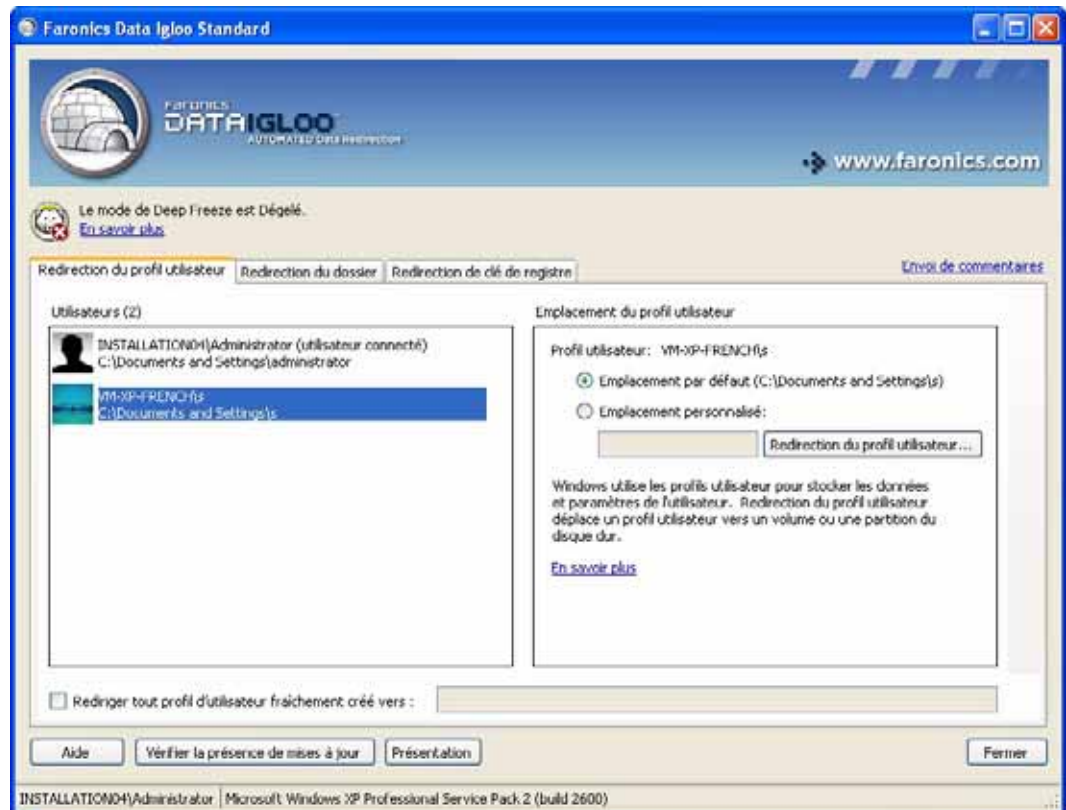 Faronics Data Igloo Standard
Faronics
DATA IGLOO
AUTOMATED Data Redirection
www.faronics.com
Le mode de Deep Freeze est Dégelé.
En savoir plus
Redirection du profil utilisateur
Redirection du dossier
Redirection de clé de registre
Envoi de commentaires
Utilisateurs (2)
INSTALLATION04\Administrator (utilisateur connecté)
C:\Documents and Settings\administrator
VM-XP-FRENCH\s
C:\Documents and Settings\s
Emplacement du profil utilisateur
Profil utilisateur: VM-XP-FRENCH\s
Emplacement par défaut (C:\Documents and Settings\s)
Emplacement personnalisé:
Redirection du profil utilisateur...
Windows utilise les profils utilisateur pour stocker les données
et paramètres de l'utilisateur. Redirection du profil utilisateur
déplace un profil utilisateur vers un volume ou une partition du
disque dur.
En savoir plus
Rediriger tout profil d'utilisateur fraîchement créé vers :
Aide
Vérifier la présence de mises à jour
Présentation
Fermer
INSTALLATION04\Administrator
Microsoft Windows XP Professional Service Pack 2 (build 2600)